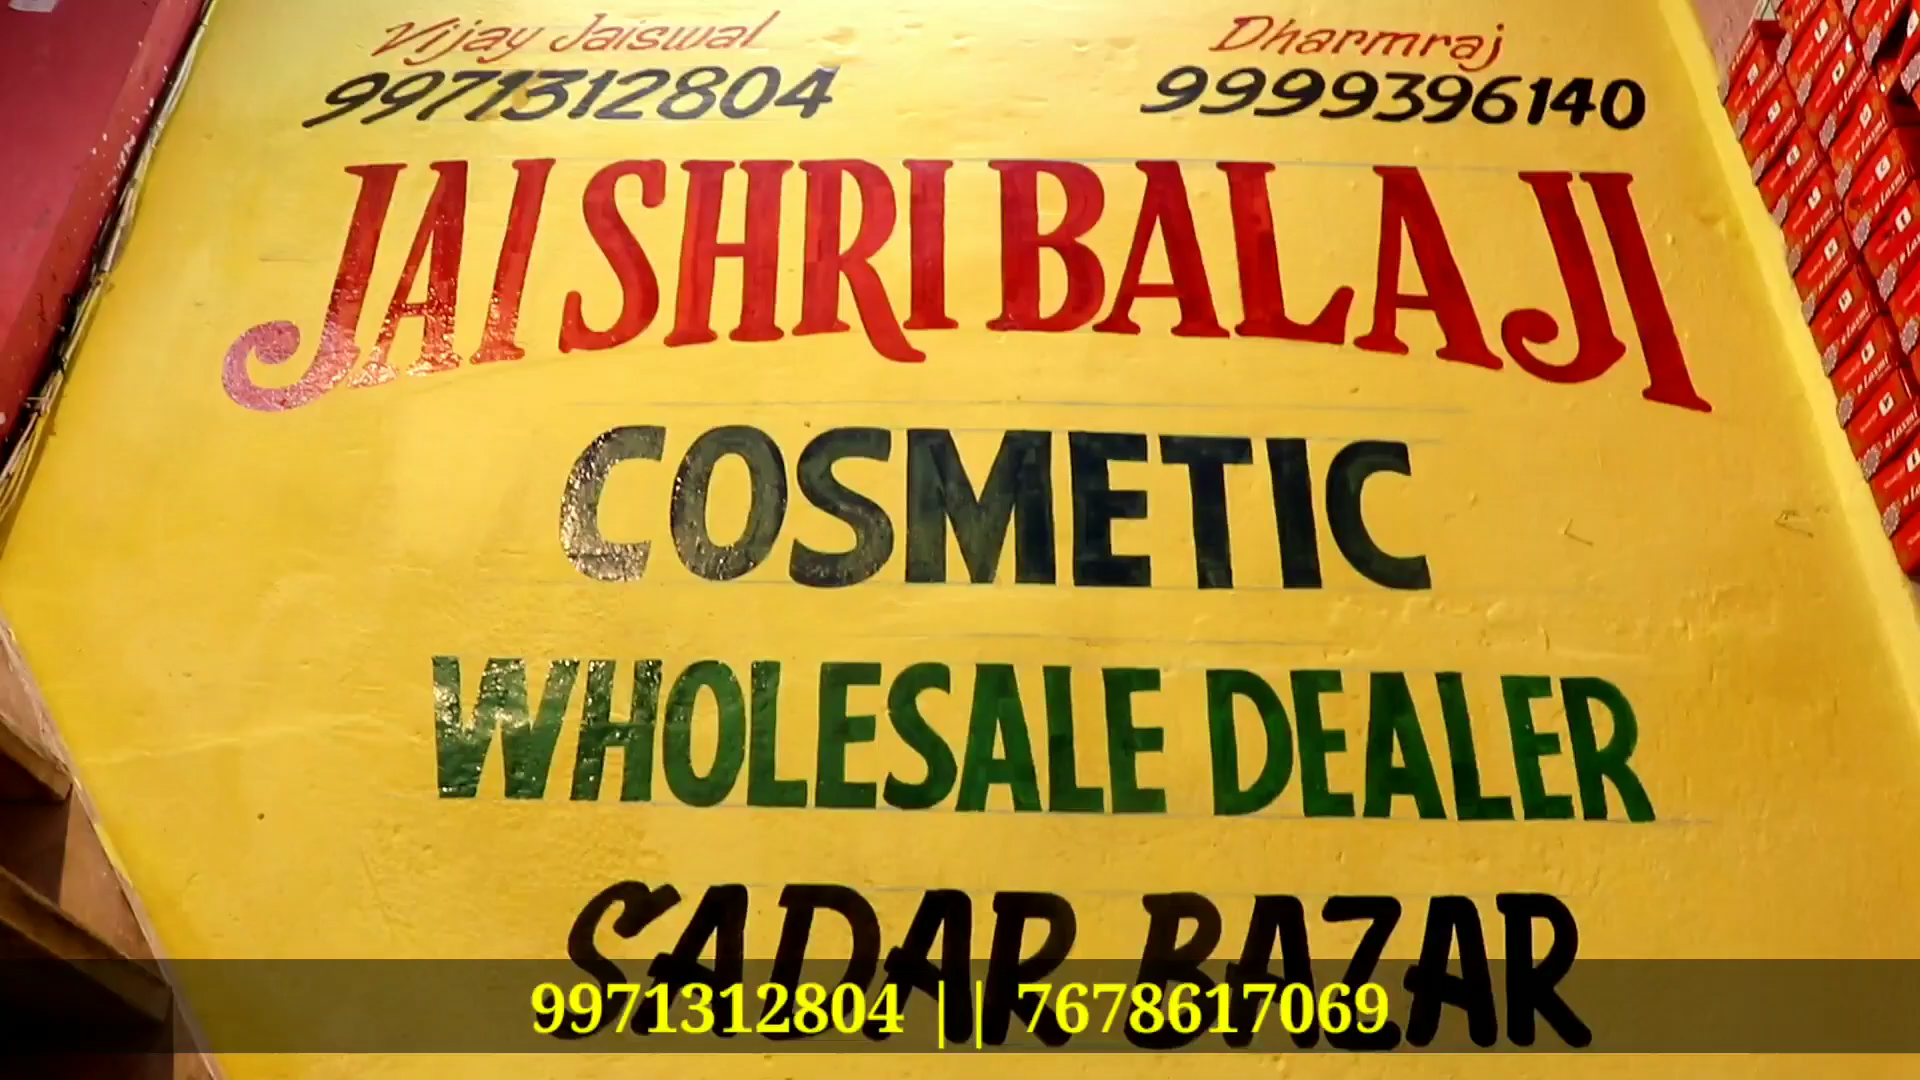 Vijay Jaiswal Dharmraj
9971312804 9999396140
JAI SHRI BALAJI
COSMETIC
WHOLESALE DEALER
SADAR BAZAR
9971312804 || 7678617069